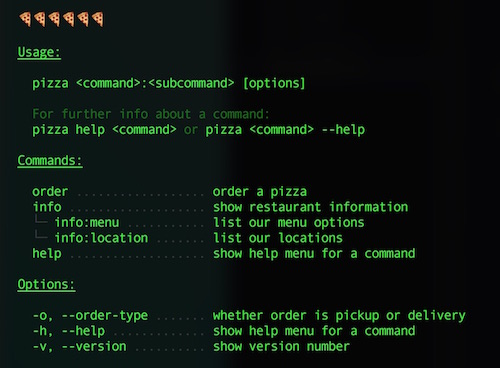 🍕🍕🍕🍕🍕🍕
Usage:
pizza <command>:<subcommand> [options]
For further info about a command:
pizza help <command> or pizza <command> --help
Commands:
order .................. order a pizza
info ................... show restaurant information
└─ info:menu ........... list our menu options
└─ info:location ....... list our locations
help ................... show help menu for a command
Options:
-o, --order-type ....... whether order is pickup or delivery
-h, --help ............. show help menu for a command
-v, --version .......... show version number